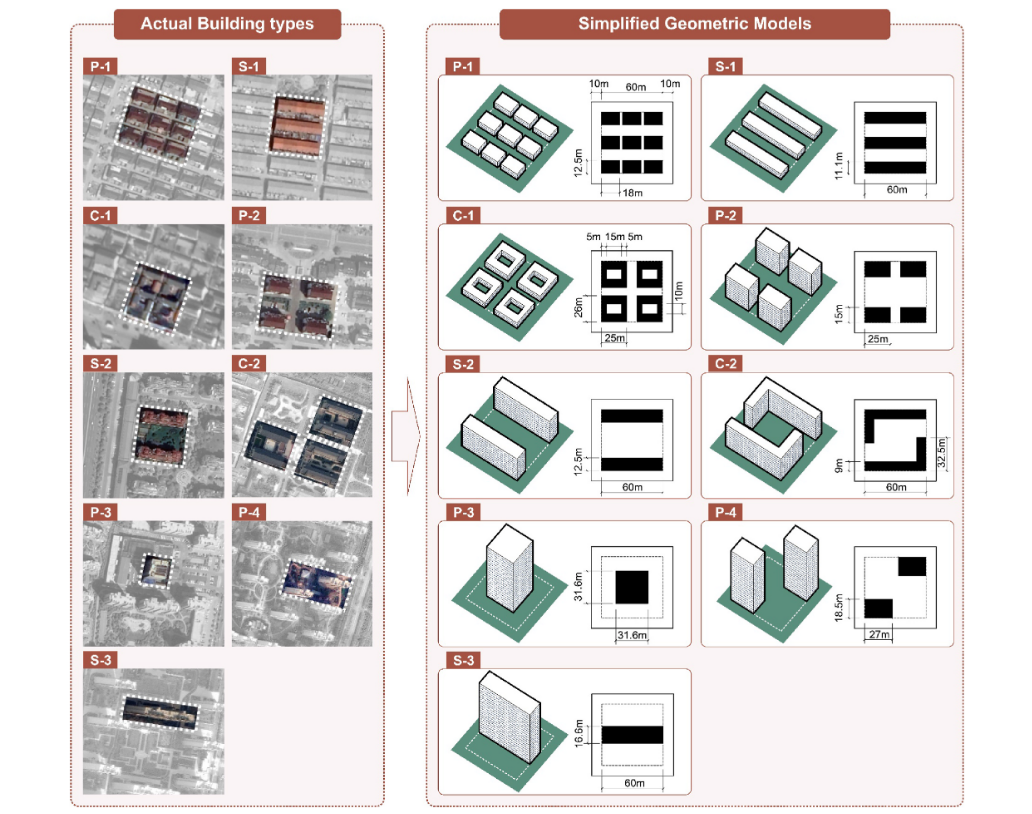 Actual Building types
Simplified Geometric Models
P-1
S-1
C-1
P-2
S-2
C-2
P-3
P-4
S-3
P-1
10m 60m 10m
12.5m
18m
S-1
11.1m
60m
C-1
5m 15m 5m
26m
10m
25m
P-2
15m
25m
S-2
12.5m
60m
C-2
9m
32.5m
60m
P-3
31.6m
31.6m
P-4
18.5m
27m
S-3
16.6m
60m